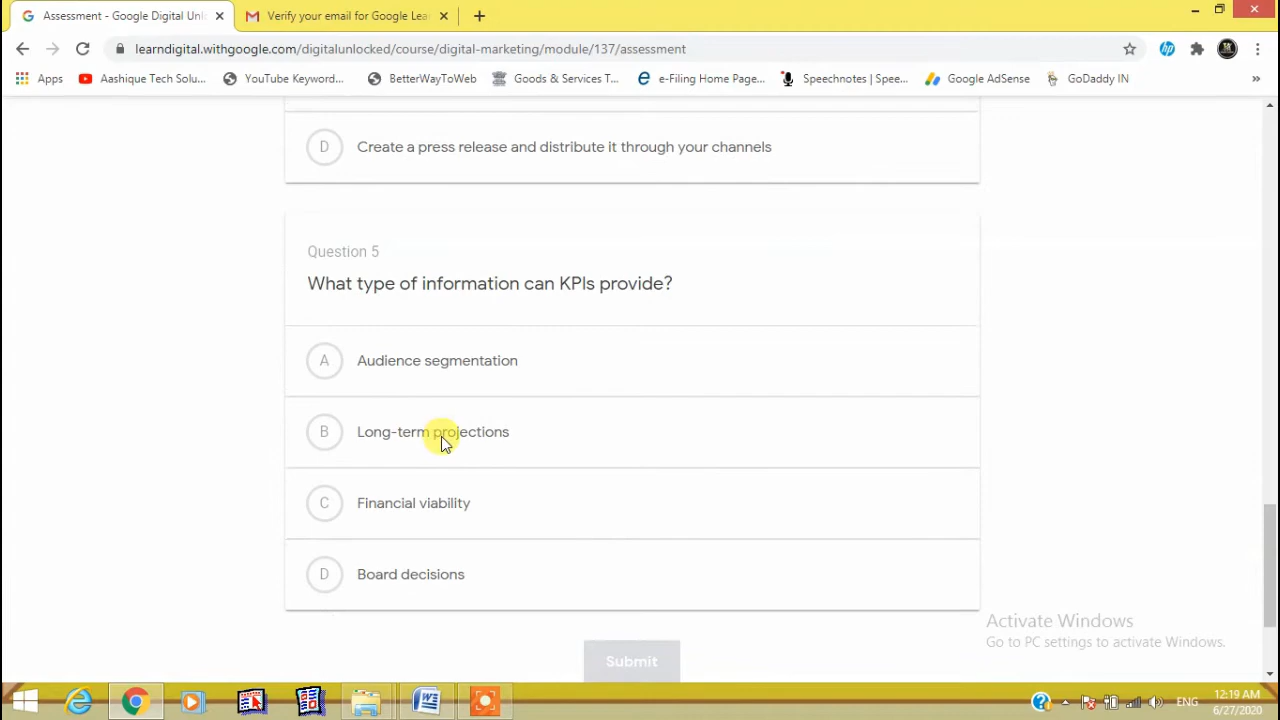 Assessment - Google Digital Unl
Verify your email for Google Lea
learndigital.withgoogle.com/digitalunlocked/course/digital-marketing/module/137/assessment
Apps
Aashique Tech Solu...
YouTube Keyword...
BetterWayToWeb
Goods & Services T...
e-Filing Home Page...
Speechnotes | Spee...
Google AdSense
GoDaddy IN
D Create a press release and distribute it through your channels
Question 5
What type of information can KPIs provide?
A Audience segmentation
B Long-term projections
C Financial viability
D Board decisions
Activate Windows
Go to PC settings to activate Windows.
Submit
ENG
12:19 AM
6/27/2020